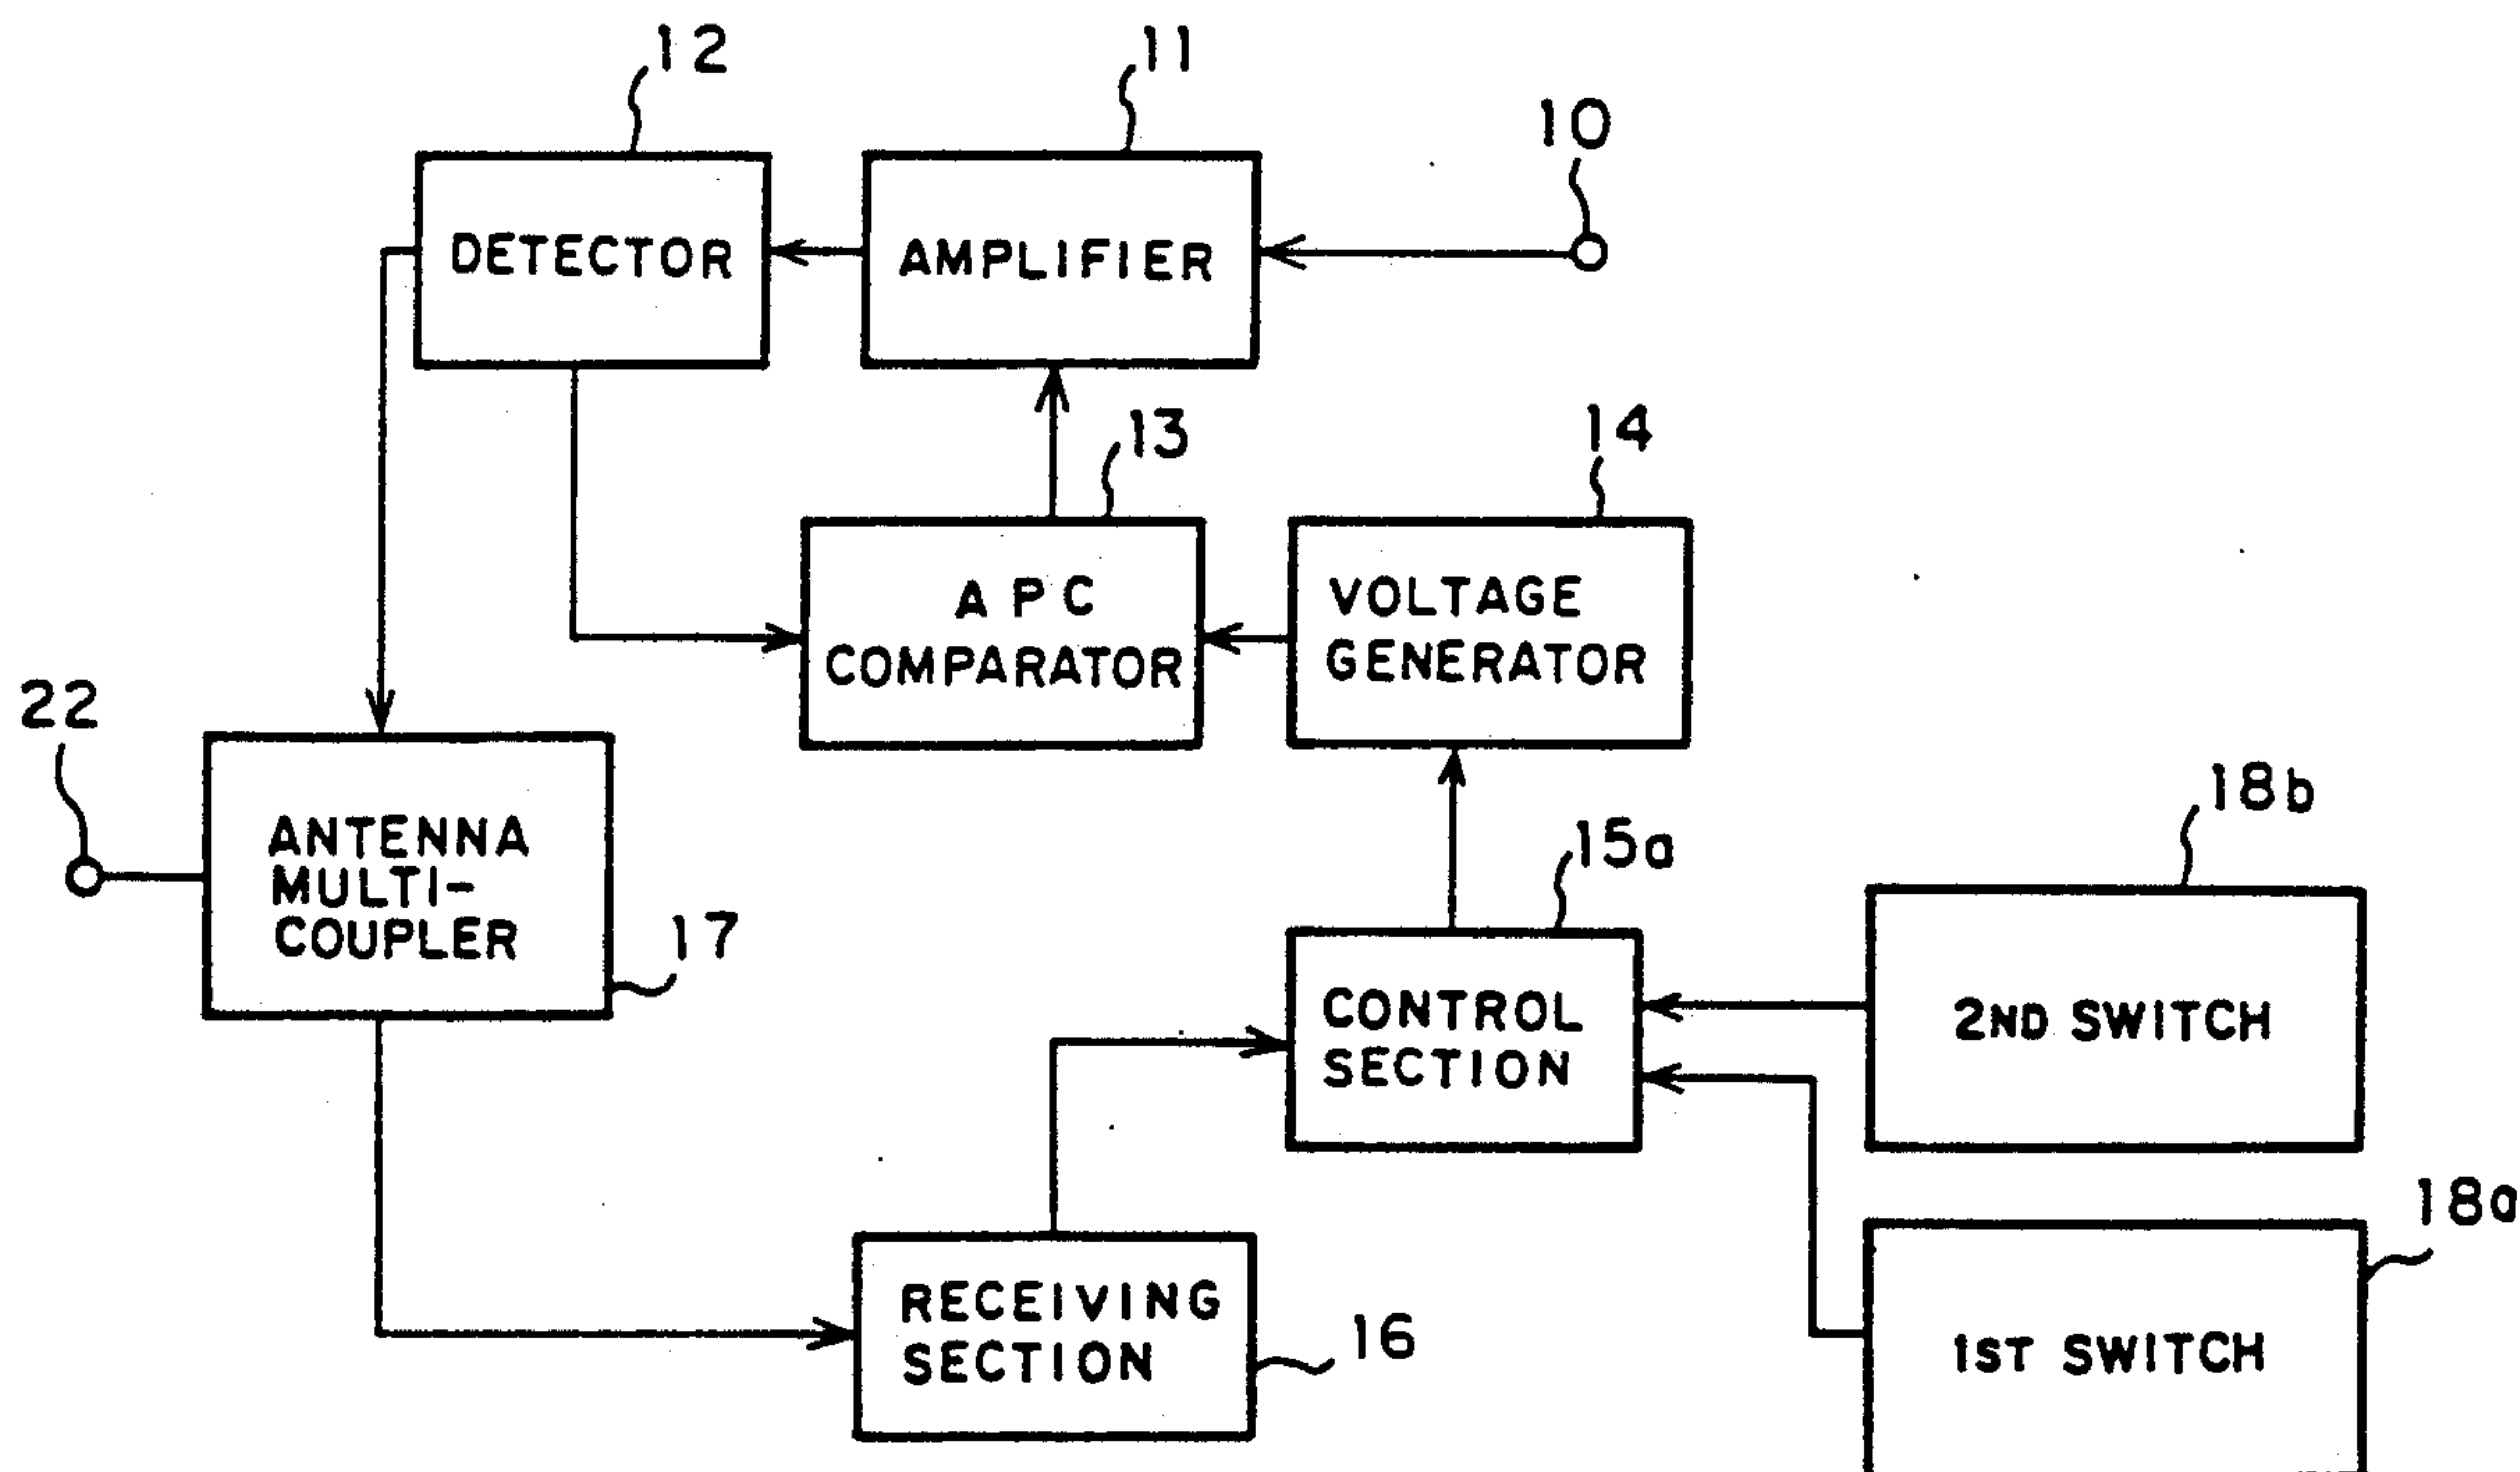 12
11
10
DETECTOR
AMPLIFIER
13
14
APC
COMPARATOR
VOLTAGE
GENERATOR
22
18b
15a
ANTENNA
MULTI-
COUPLER
17
CONTROL
SECTION
2ND SWITCH
18a
RECEIVING
SECTION
16
1ST SWITCH